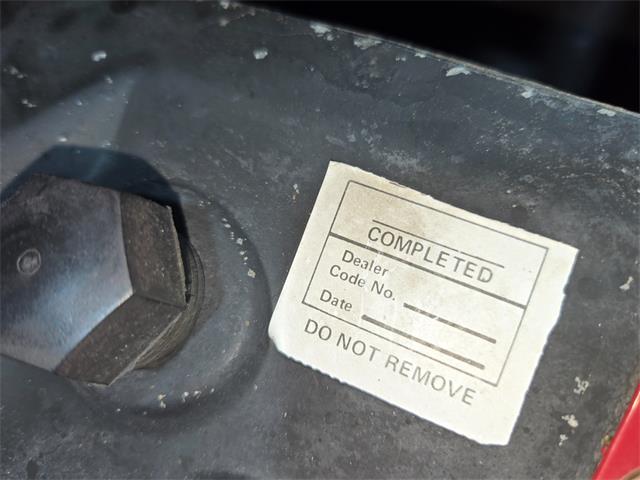 COMPLETED
Dealer
Code No.
Date
DO NOT REMOVE